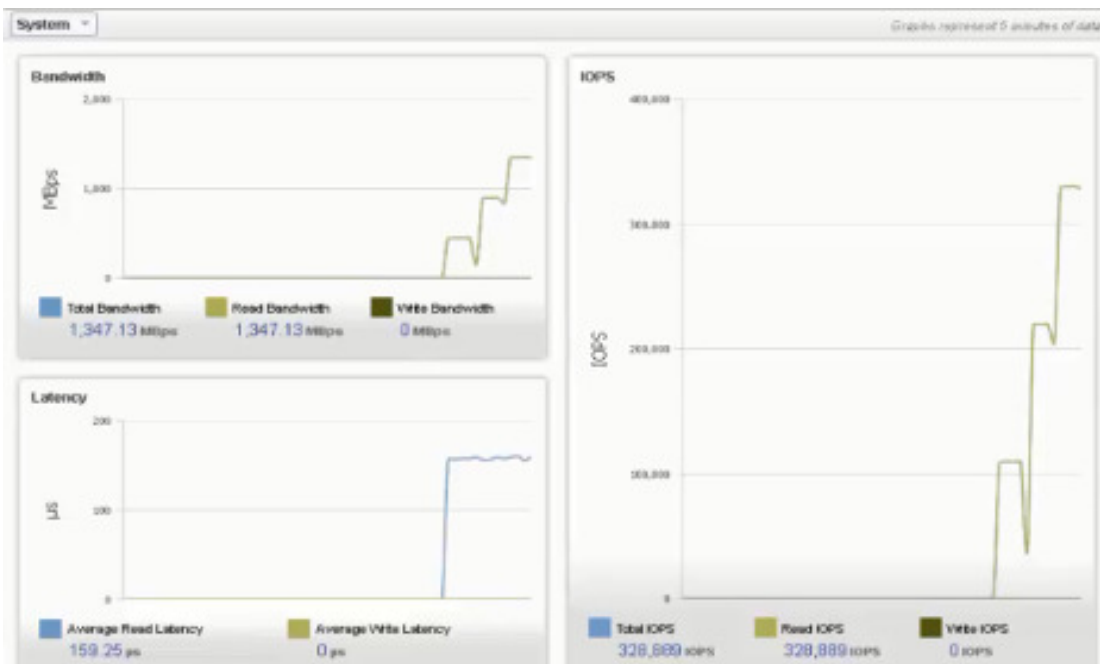 System
Graphs represent 5 minutes of data
Bandwidth
2,000
1,000
0
MBps
Total Bandwidth
1,347.13 MBps
Read Bandwidth
1,347.13 MBps
Write Bandwidth
0 MBps
Latency
200
100
0
µs
Average Read Latency
159.25 µs
Average Write Latency
0 µs
IOPS
400,000
300,000
200,000
100,000
0
IOPS
Total IOPS
328,889 IOPS
Read IOPS
328,889 IOPS
Write IOPS
0 IOPS